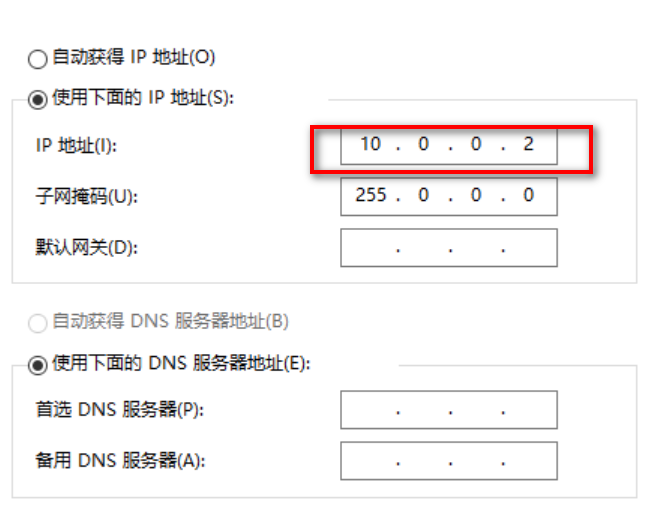 自动获得 IP 地址(O)
使用下面的 IP 地址(S):
IP 地址(I): 10 . 0 . 0 . 2
子网掩码(U): 255 . 0 . 0 . 0
默认网关(D): . . .
自动获得 DNS 服务器地址(B)
使用下面的 DNS 服务器地址(E):
首选 DNS 服务器(P): . . .
备用 DNS 服务器(A): . . .